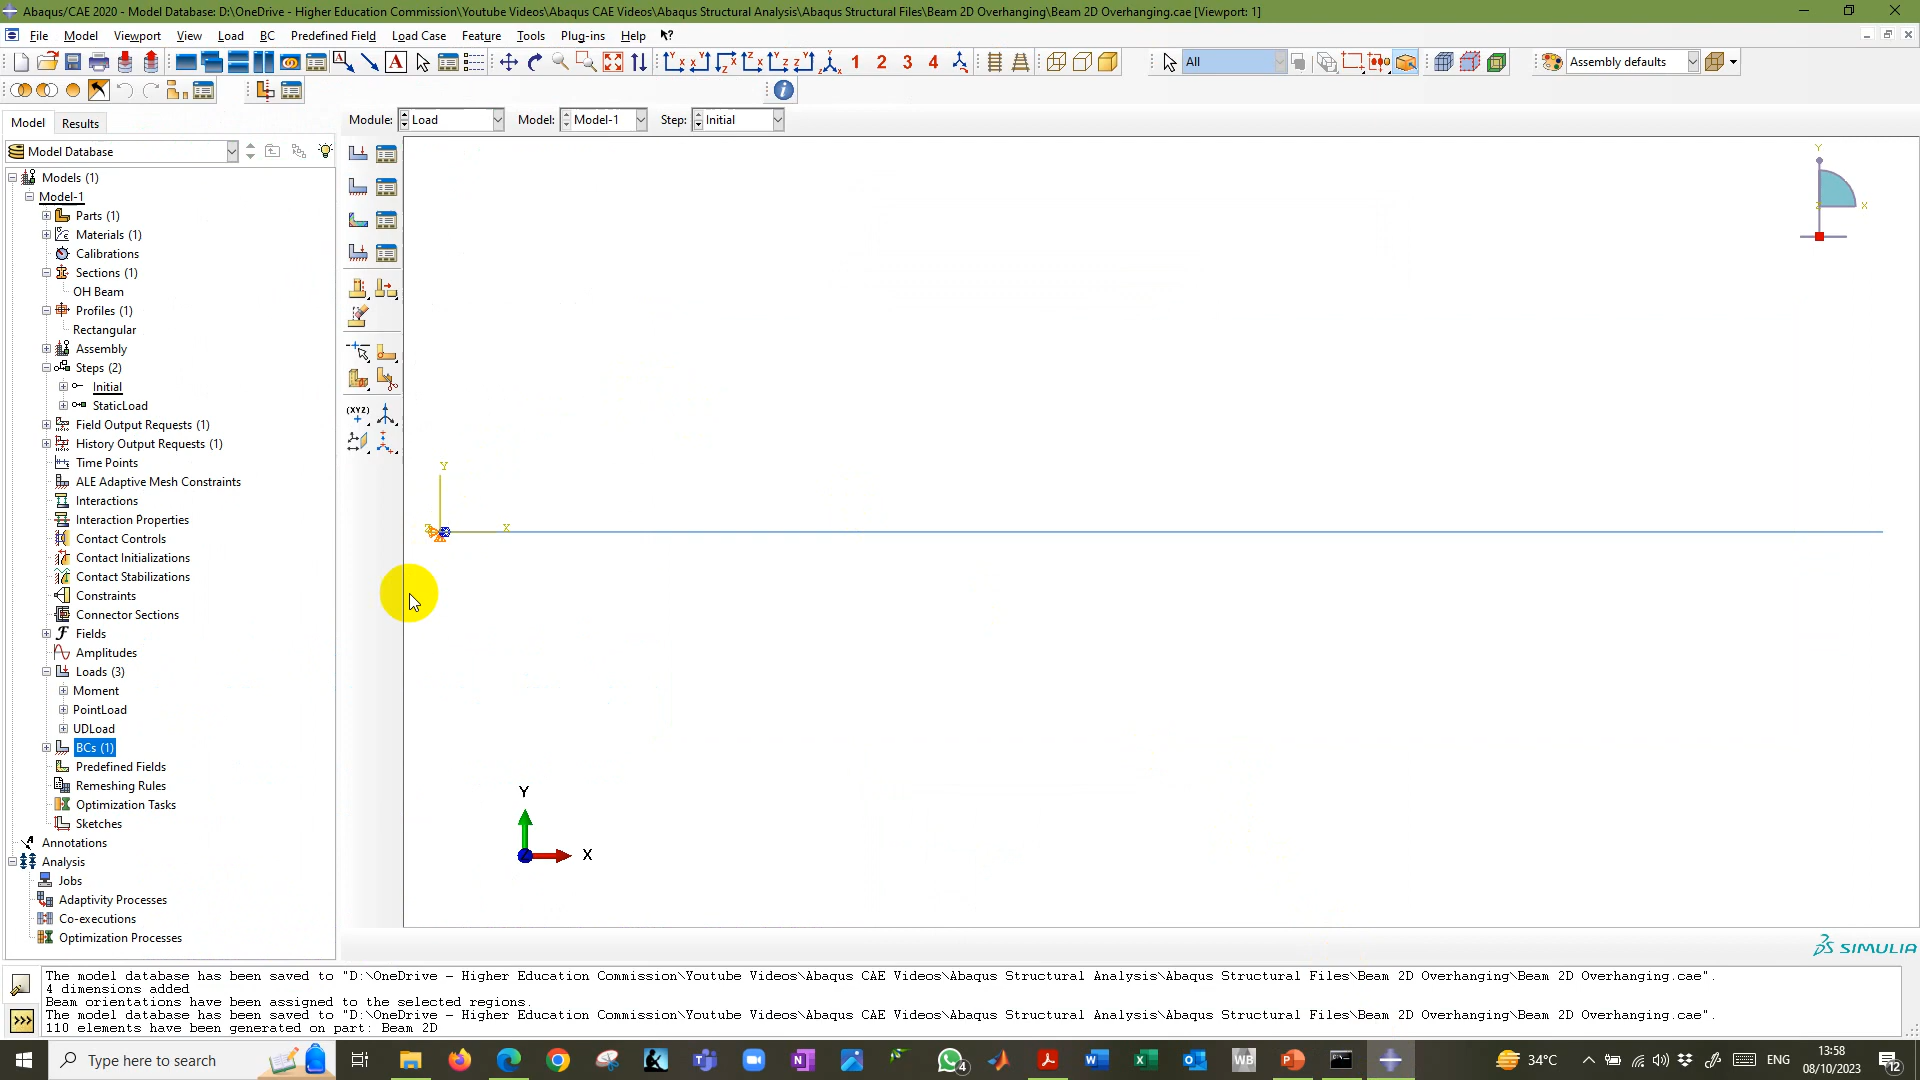 Abaqus/CAE 2020 - Model Database: D:\OneDrive - Higher Education Commission\Youtube Videos\Abaqus CAE Videos\Abaqus Structural Analysis\Abaqus Structural Files\Beam 2D Overhanging\Beam 2D Overhanging.cae [Viewport: 1]
File Model Viewport View Load BC Predefined Field Load Case Feature Tools Plug-ins Help
1 2 3 4 All Assembly defaults
Model Results
Module: Load Model: Model-1 Step: Initial
Model Database
Models (1)
Model-1
Parts (1)
Materials (1)
Calibrations
Sections (1)
OH Beam
Profiles (1)
Rectangular
Assembly
Steps (2)
Initial
StaticLoad
Field Output Requests (1)
History Output Requests (1)
Time Points
ALE Adaptive Mesh Constraints
Interactions
Interaction Properties
Contact Controls
Contact Initializations
Contact Stabilizations
Constraints
Connector Sections
Fields
Amplitudes
Loads (3)
Moment
PointLoad
UDLoad
BCs (1)
Predefined Fields
Remeshing Rules
Optimization Tasks
Sketches
Annotations
Analysis
Jobs
Adaptivity Processes
Co-executions
Optimization Processes
(XYZ)
Y
X
Y
X
Y
X
SIMULIA
The model database has been saved to "D:\OneDrive - Higher Education Commission\Youtube Videos\Abaqus CAE Videos\Abaqus Structural Analysis\Abaqus Structural Files\Beam 2D Overhanging\Beam 2D Overhanging.cae".
4 dimensions added
Beam orientations have been assigned to the selected regions.
The model database has been saved to "D:\OneDrive - Higher Education Commission\Youtube Videos\Abaqus CAE Videos\Abaqus Structural Analysis\Abaqus Structural Files\Beam 2D Overhanging\Beam 2D Overhanging.cae".
110 elements have been generated on part: Beam 2D
Type here to search
34°C
ENG
13:58
08/10/2023
12